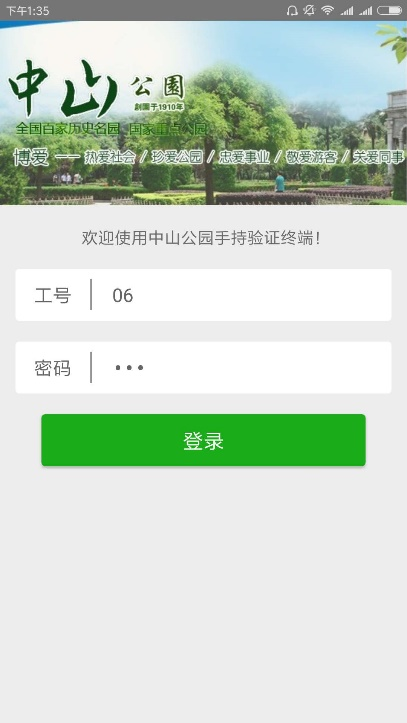 下午1:35
中山公園
創園于1910年
全国百家历史名园 国家重点公园
博爱 一一 热爱社会 / 珍爱公园 / 忠爱事业 / 敬爱游客 / 关爱同事
欢迎使用中山公园手持验证终端!
工号 06
密码 •••
登录